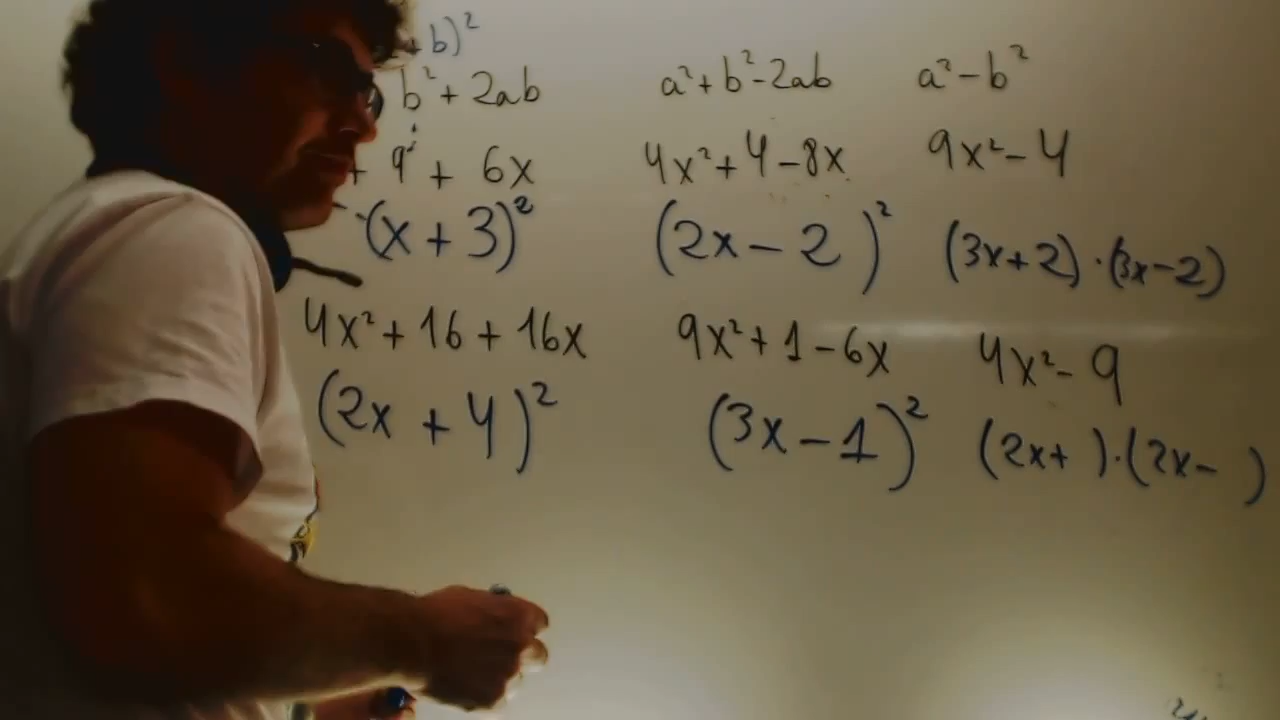 + b)²
b² + 2ab a² + b² - 2ab a² - b²
+ 9 + 6x 4x² + 4 - 8x 9x² - 4
(x + 3)² (2x - 2)² (3x + 2) · (3x - 2)
4x² + 16 + 16x 9x² + 1 - 6x 4x² - 9
(2x + 4)² (3x - 1)² (2x + ) · (2x - )